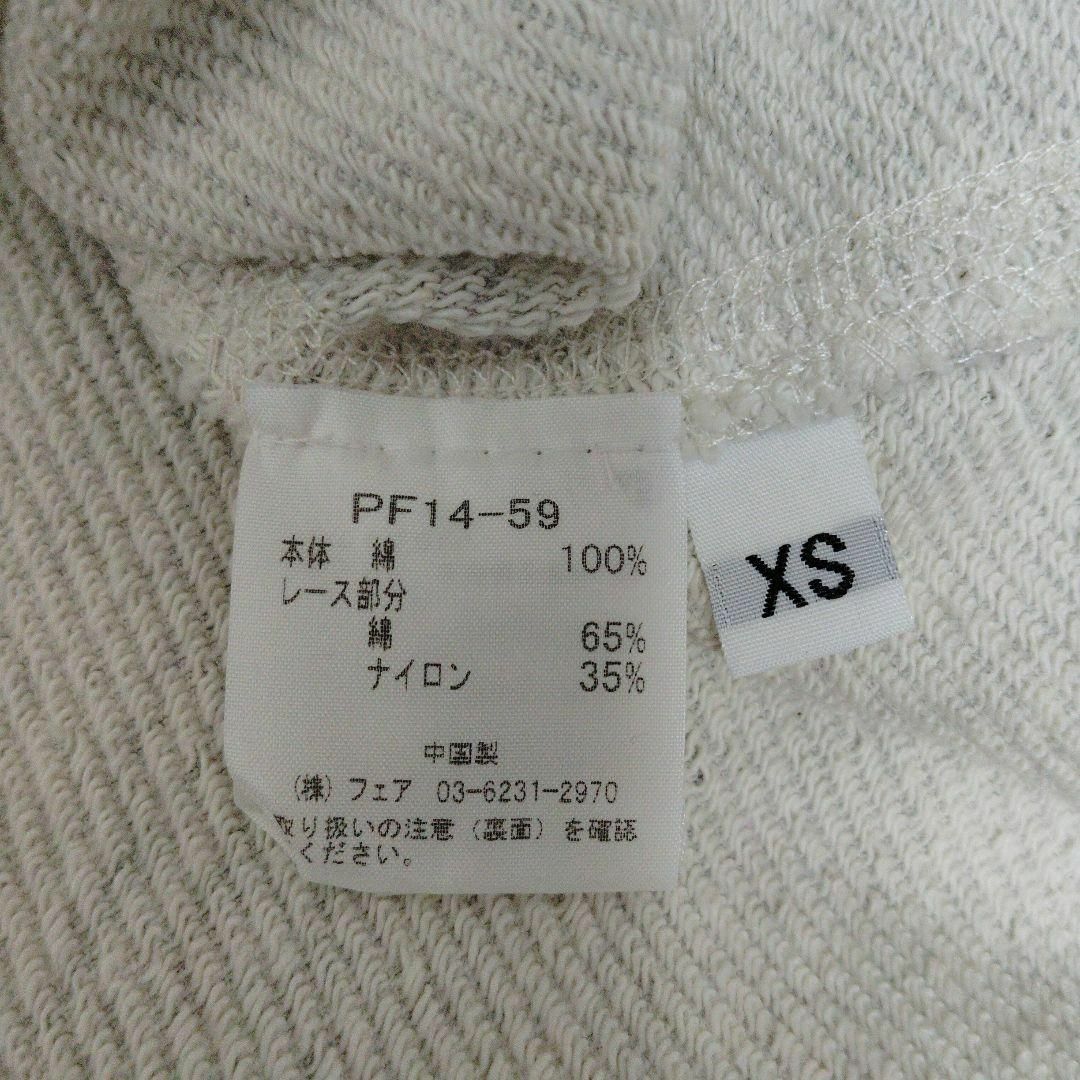 PF14-59
本体 綿 100%
レース部分
綿 65%
ナイロン 35%
中国製
(株) フェア 03-6231-2970
取り扱いの注意（裏面）を確認
ください。
XS